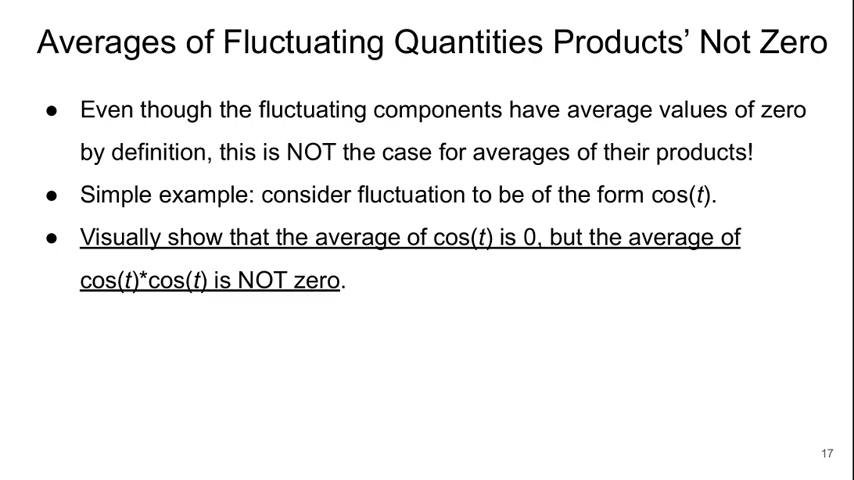 Averages of Fluctuating Quantities Products’ Not Zero
● Even though the fluctuating components have average values of zero
by definition, this is NOT the case for averages of their products!
● Simple example: consider fluctuation to be of the form cos(t).
● Visually show that the average of cos(t) is 0, but the average of
cos(t)*cos(t) is NOT zero.
17